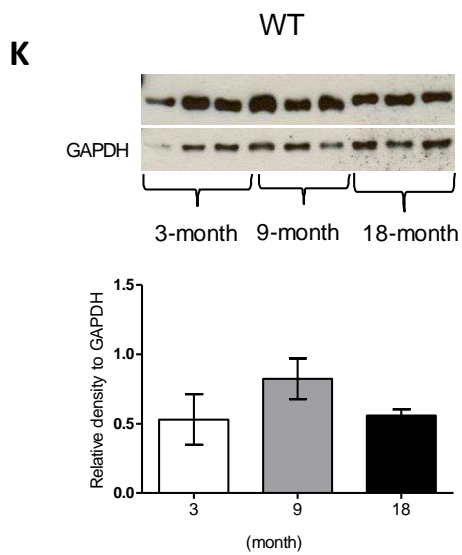 WT
K
GAPDH
3-month 9-month 18-month
Relative density to GAPDH
1.5
1.0
0.5
0.0
3 9 18
(month)